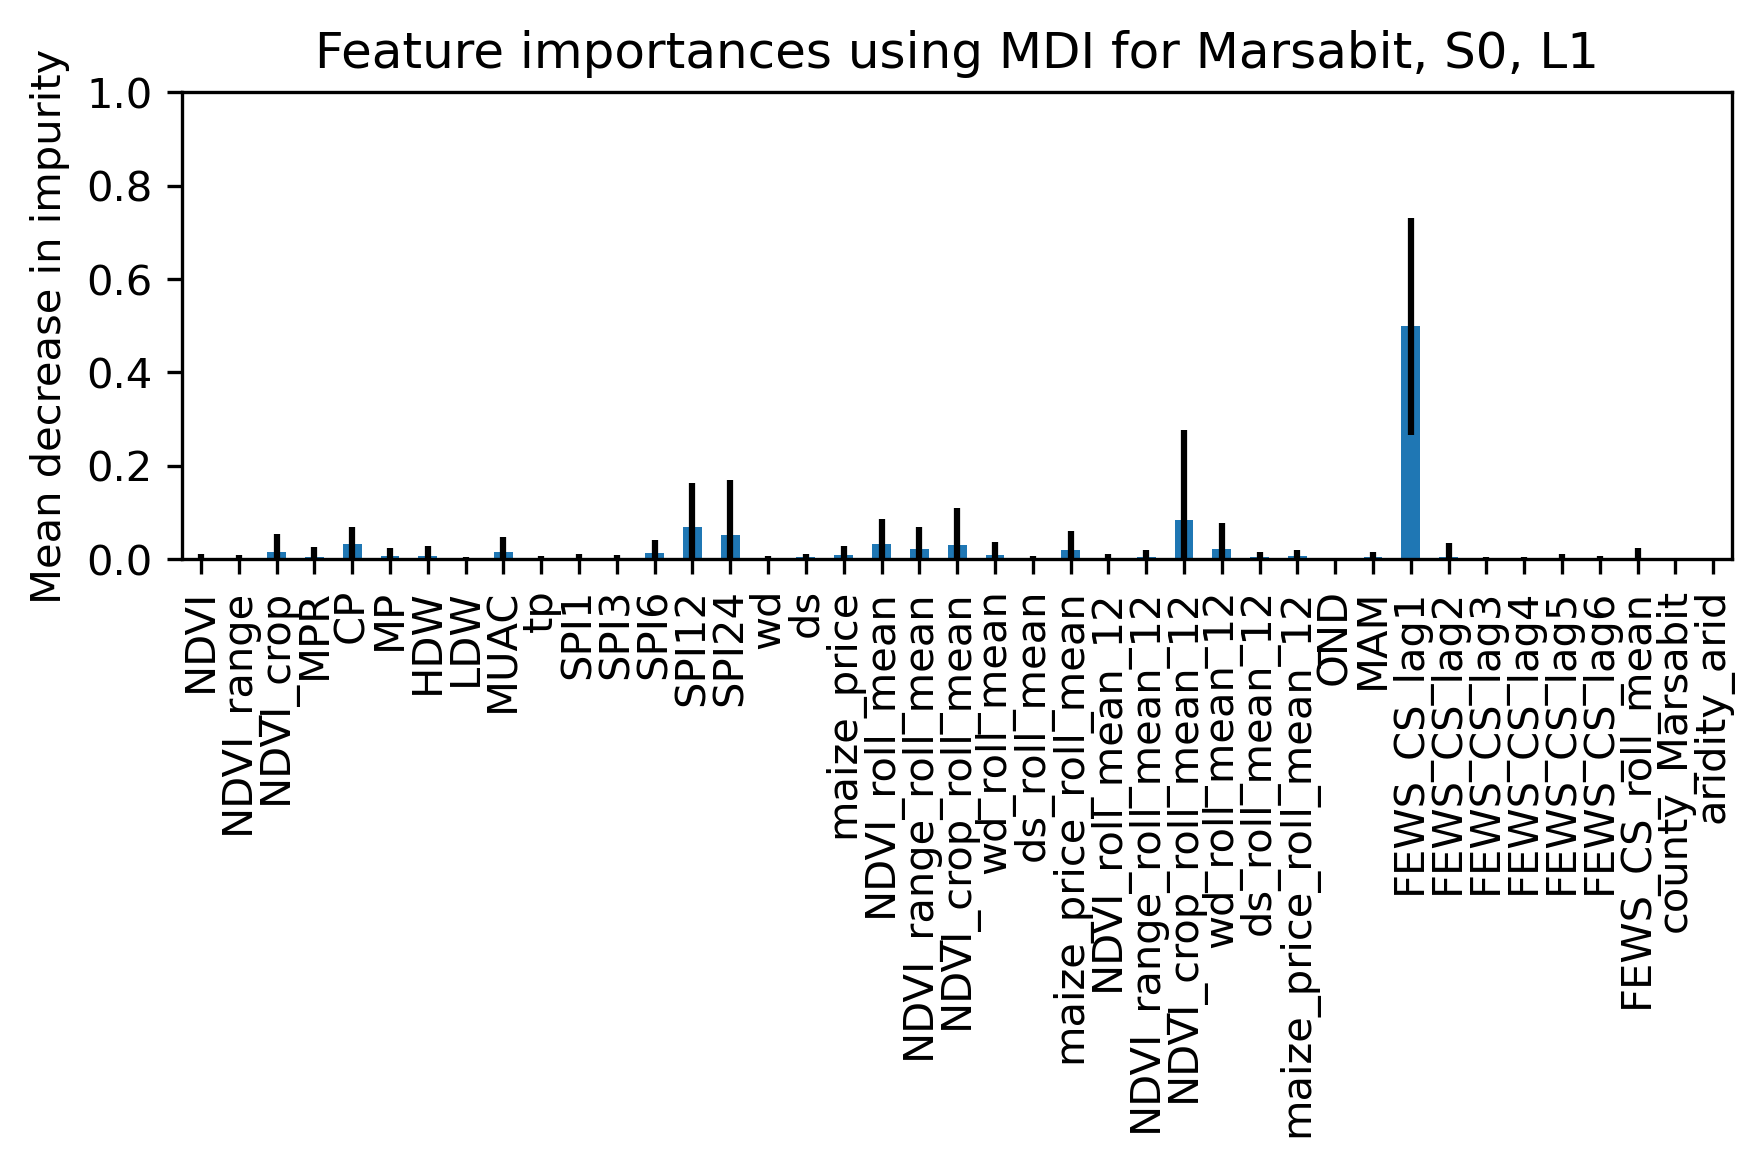 Feature importances using MDI for Marsabit, S0, L1
Mean decrease in impurity
1.0
0.8
0.6
0.4
0.2
0.0
NDVI
NDVI_range
NDVI_crop
MPR
CP
MP
HDW
LDW
MUAC
tp
SPI1
SPI3
SPI6
SPI12
SPI24
wd
ds
maize_price
NDVI_roll_mean
NDVI_range_roll_mean
NDVI_crop_roll_mean
wd_roll_mean
ds_roll_mean
maize_price_roll_mean
NDVI_roll_mean_12
NDVI_range_roll_mean_12
NDVI_crop_roll_mean_12
wd_roll_mean_12
ds_roll_mean_12
maize_price_roll_mean_12
OND
MAM
FEWS_CS_lag1
FEWS_CS_lag2
FEWS_CS_lag3
FEWS_CS_lag4
FEWS_CS_lag5
FEWS_CS_lag6
FEWS_CS_roll_mean
county_Marsabit
aridity_arid